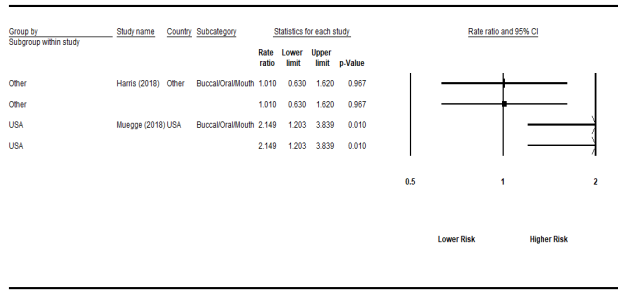 Group by Study name Country Subcategory Statistics for each study Rate ratio and 95% CI
Subgroup within study
Rate Lower Upper
ratio limit limit p-Value
Other Harris (2018) Other Buccal/Oral/Mouth 1.010 0.630 1.620 0.967
Other 1.010 0.630 1.620 0.967
USA Muegge (2018) USA Buccal/Oral/Mouth 2.149 1.203 3.839 0.010
USA 2.149 1.203 3.839 0.010
0.5 1 2
Lower Risk Higher Risk